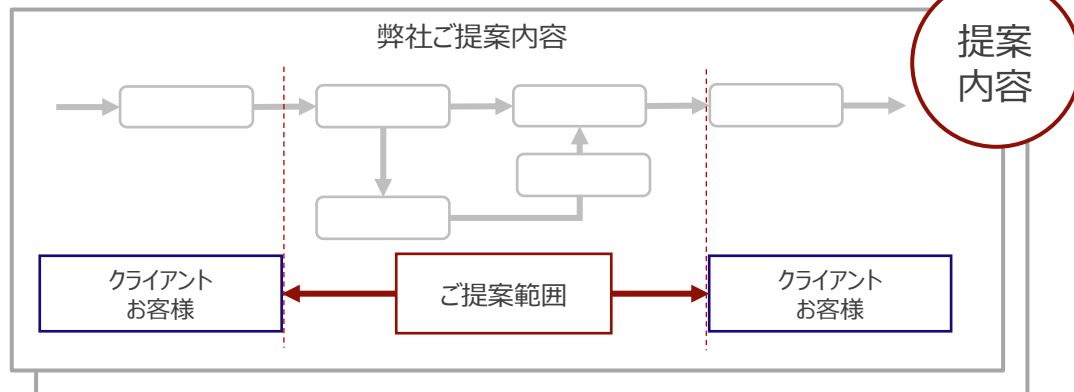 弊社ご提案内容
提案
内容
クライアント
お客様
ご提案範囲
クライアント
お客様